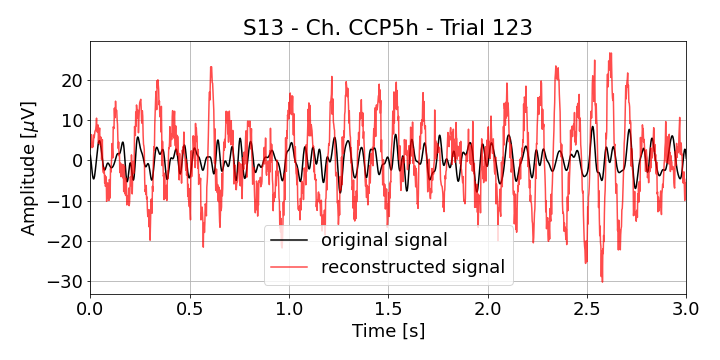 S13 - Ch. CCP5h - Trial 123
Amplitude [μV]
20
10
0
−10
−20
−30
original signal
reconstructed signal
0.0 0.5 1.0 1.5 2.0 2.5 3.0
Time [s]